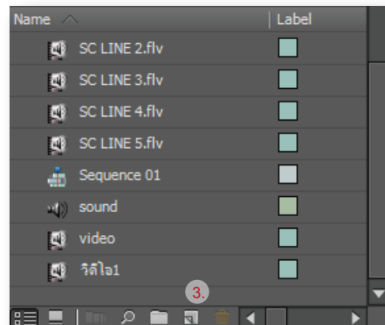 Name Label
SC LINE 2.flv
SC LINE 3.flv
SC LINE 4.flv
SC LINE 5.flv
Sequence 01
sound
video
วิดีโอ1
3.